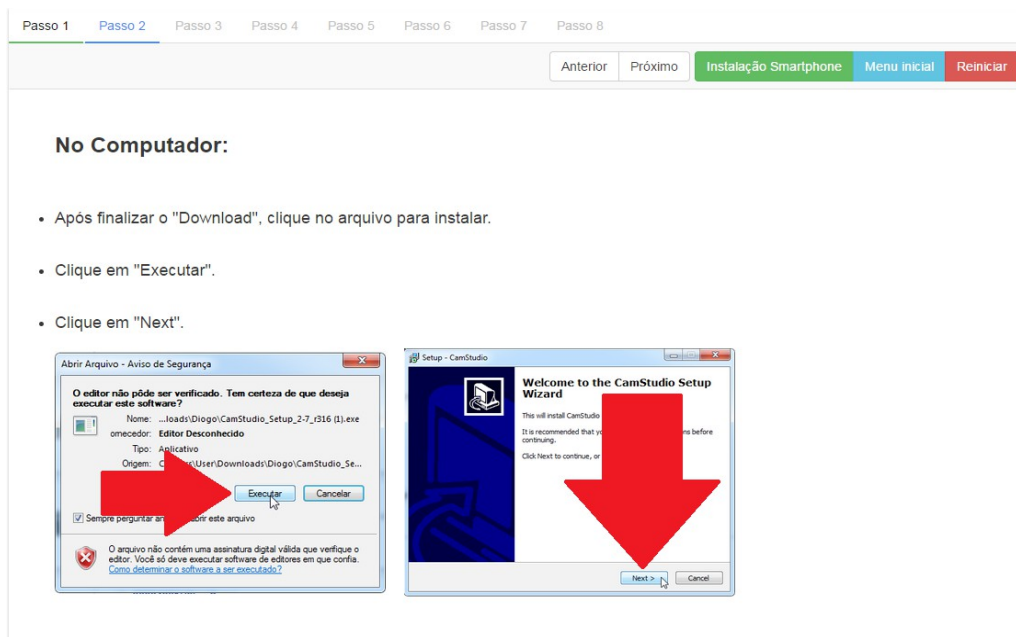 Passo 1 Passo 2 Passo 3 Passo 4 Passo 5 Passo 6 Passo 7 Passo 8
Anterior Próximo Instalação Smartphone Menu inicial Reiniciar
No Computador:
Após finalizar o "Download", clique no arquivo para instalar.
Clique em "Executar".
Clique em "Next".
Abrir Arquivo - Aviso de Segurança
O editor não pôde ser verificado. Tem certeza de que deseja
executar este software?
Nome: ...loads\Diogo\CamStudio_Setup_2-7_r316 (1).exe
ornecedor: Editor Desconhecido
Tipo: Aplicativo
Origem: \User\Downloads\Diogo\CamStudio_Se...
Executar Cancelar
Sempre perguntar este arquivo
O arquivo não contém uma assinatura digital válida que verifique o
editor. Você só deve executar software de editores em que confia.
Como determinar o software a ser executado?
Setup - CamStudio
Welcome to the CamStudio Setup
Wizard
This will install CamStudio
It is recommended that before
continuing.
Click Next to continue, or
Next > Cancel